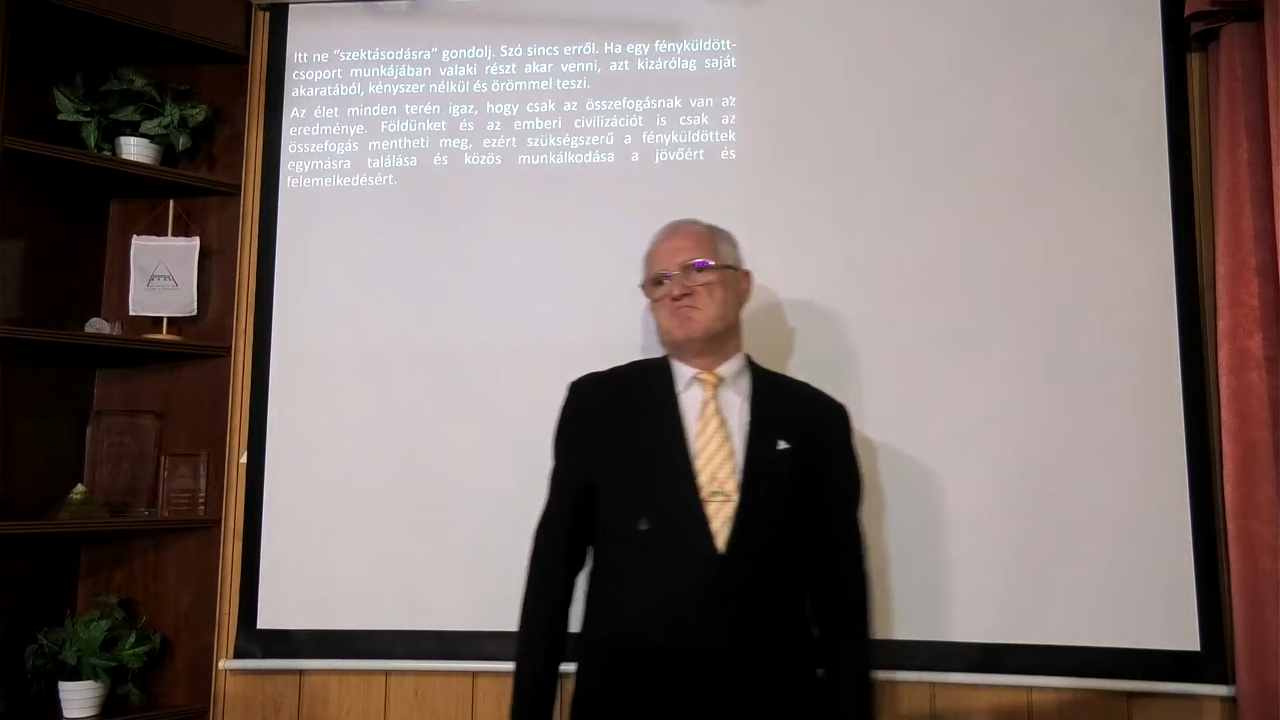 Itt ne “szektásodásra” gondolj. Szó sincs erről. Ha egy fényküldött-
csoport munkájában valaki részt akar venni, azt kizárólag saját
akaratából, kényszer nélkül és örömmel teszi.
Az élet minden terén igaz, hogy csak az összefogásnak van az
eredménye. Földünket és az emberi civilizációt is csak az
összefogás mentheti meg, ezért szükségszerű a fényküldöttek
egymásra találása és közös munkálkodása a jövőért és
felemelkedésért.